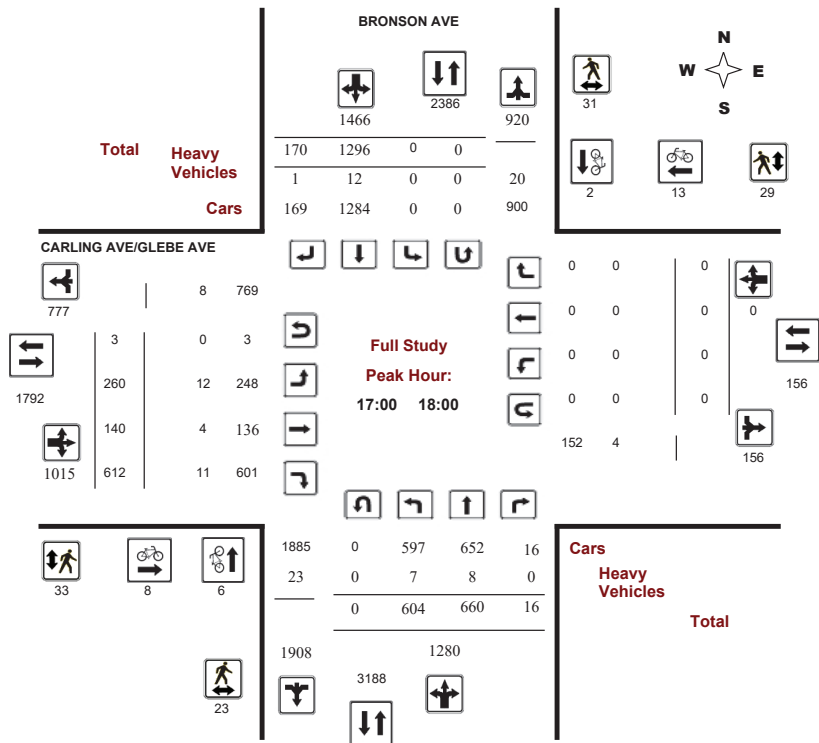 BRONSON AVE
N
W E
S
2386
31
1466 920
Total Heavy Vehicles 170 1296 0 0
1 12 0 0 20
Cars 169 1284 0 0 900
2 13 29
CARLING AVE/GLEBE AVE
777 8 769
0 0 0
0
3 0 3
0 0 0
Full Study
Peak Hour:
17:00 18:00
1792
260 12 248
0 0 0
156
140 4 136
0 0 0
1015 612 11 601
152 4
156
1885 0 597 652 16 Cars
23 0 7 8 0 Heavy Vehicles
0 604 660 16 Total
33 8 6
1908 1280
3188
23